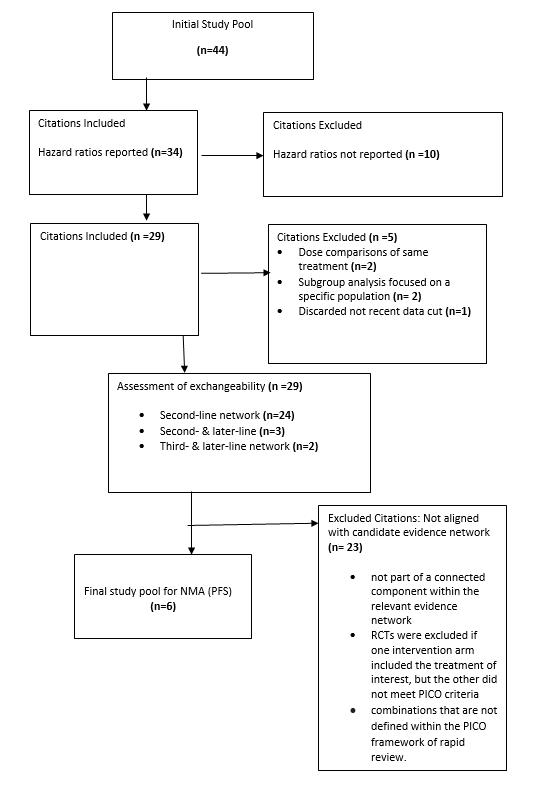 Initial Study Pool
(n=44)
Citations Included
Hazard ratios reported (n=34)
Citations Excluded
Hazard ratios not reported (n =10)
Citations Included (n =29)
Citations Excluded (n =5)
• Dose comparisons of same
treatment (n=2)
• Subgroup analysis focused on a
specific population (n= 2)
• Discarded not recent data cut (n=1)
Assessment of exchangeability (n =29)
• Second-line network (n=24)
• Second- & later-line (n=3)
• Third- & later-line network (n=2)
Excluded Citations: Not aligned
with candidate evidence network
(n= 23)
• not part of a connected
component within the
relevant evidence
network
• RCTs were excluded if
one intervention arm
included the treatment of
interest, but the other did
not meet PICO criteria
• combinations that are not
defined within the PICO
framework of rapid
review.
Final study pool for NMA (PFS)
(n=6)